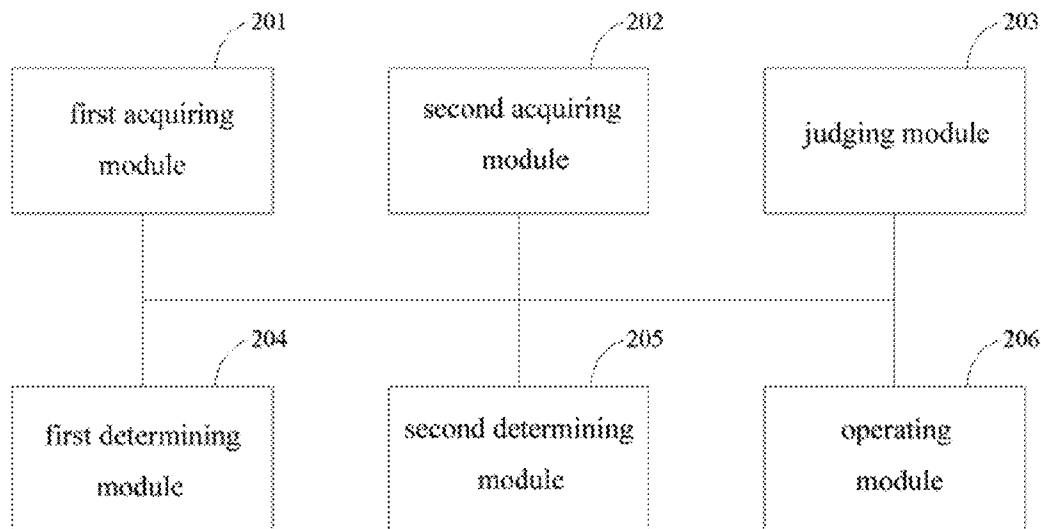 201
202
203
first acquiring
module
second acquiring
module
judging module
204
205
206
first determining
module
second determining
module
operating
module